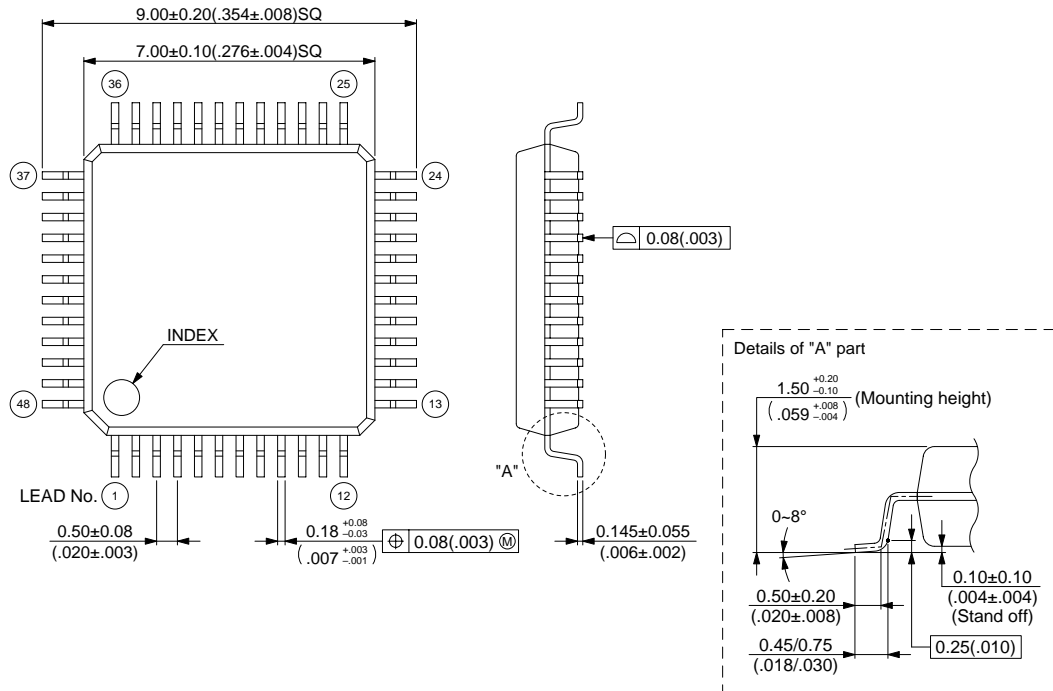 9.00±0.20(.354±.008)SQ
7.00±0.10(.276±.004)SQ
36
25
37
24
0.08(.003)
INDEX
48
13
"A"
LEAD No.
1
12
0.50±0.08
(.020±.003)
0.18 +0.08 –0.03
(.007 +.003 –.001)
⌖ 0.08(.003) Ⓜ
0.145±0.055
(.006±.002)
Details of "A" part
1.50 +0.20 –0.10
(.059 +.008 –.004)
(Mounting height)
0~8°
0.50±0.20
(.020±.008)
0.45/0.75
(.018/.030)
0.10±0.10
(.004±.004)
(Stand off)
0.25(.010)